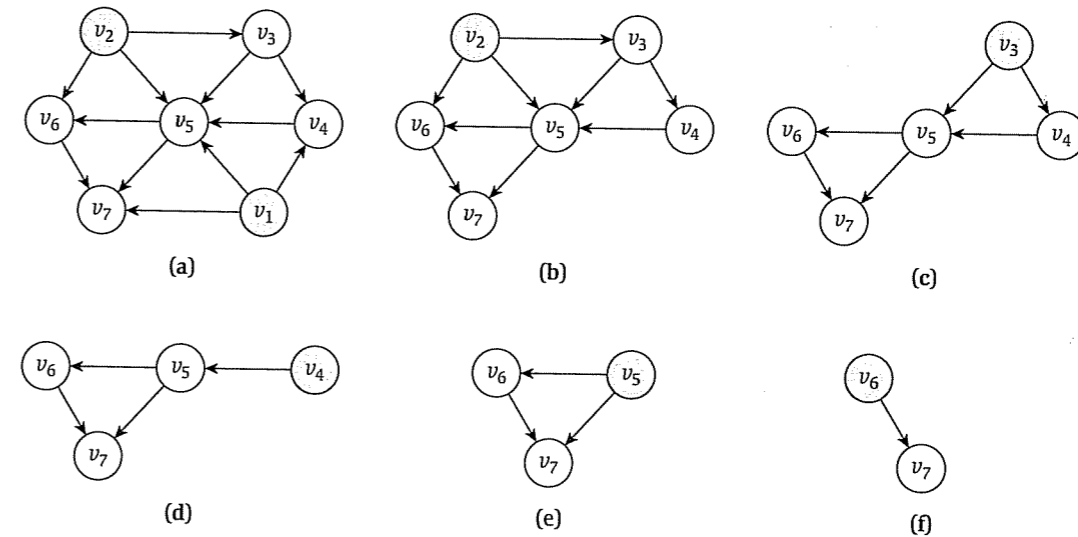 v₂ v₃
v₆ v₅ v₄
v₇ v₁
(a)
v₂ v₃
v₆ v₅ v₄
v₇
(b)
v₃
v₆ v₅ v₄
v₇
(c)
v₆ v₅ v₄
v₇
(d)
v₆ v₅
v₇
(e)
v₆
v₇
(f)